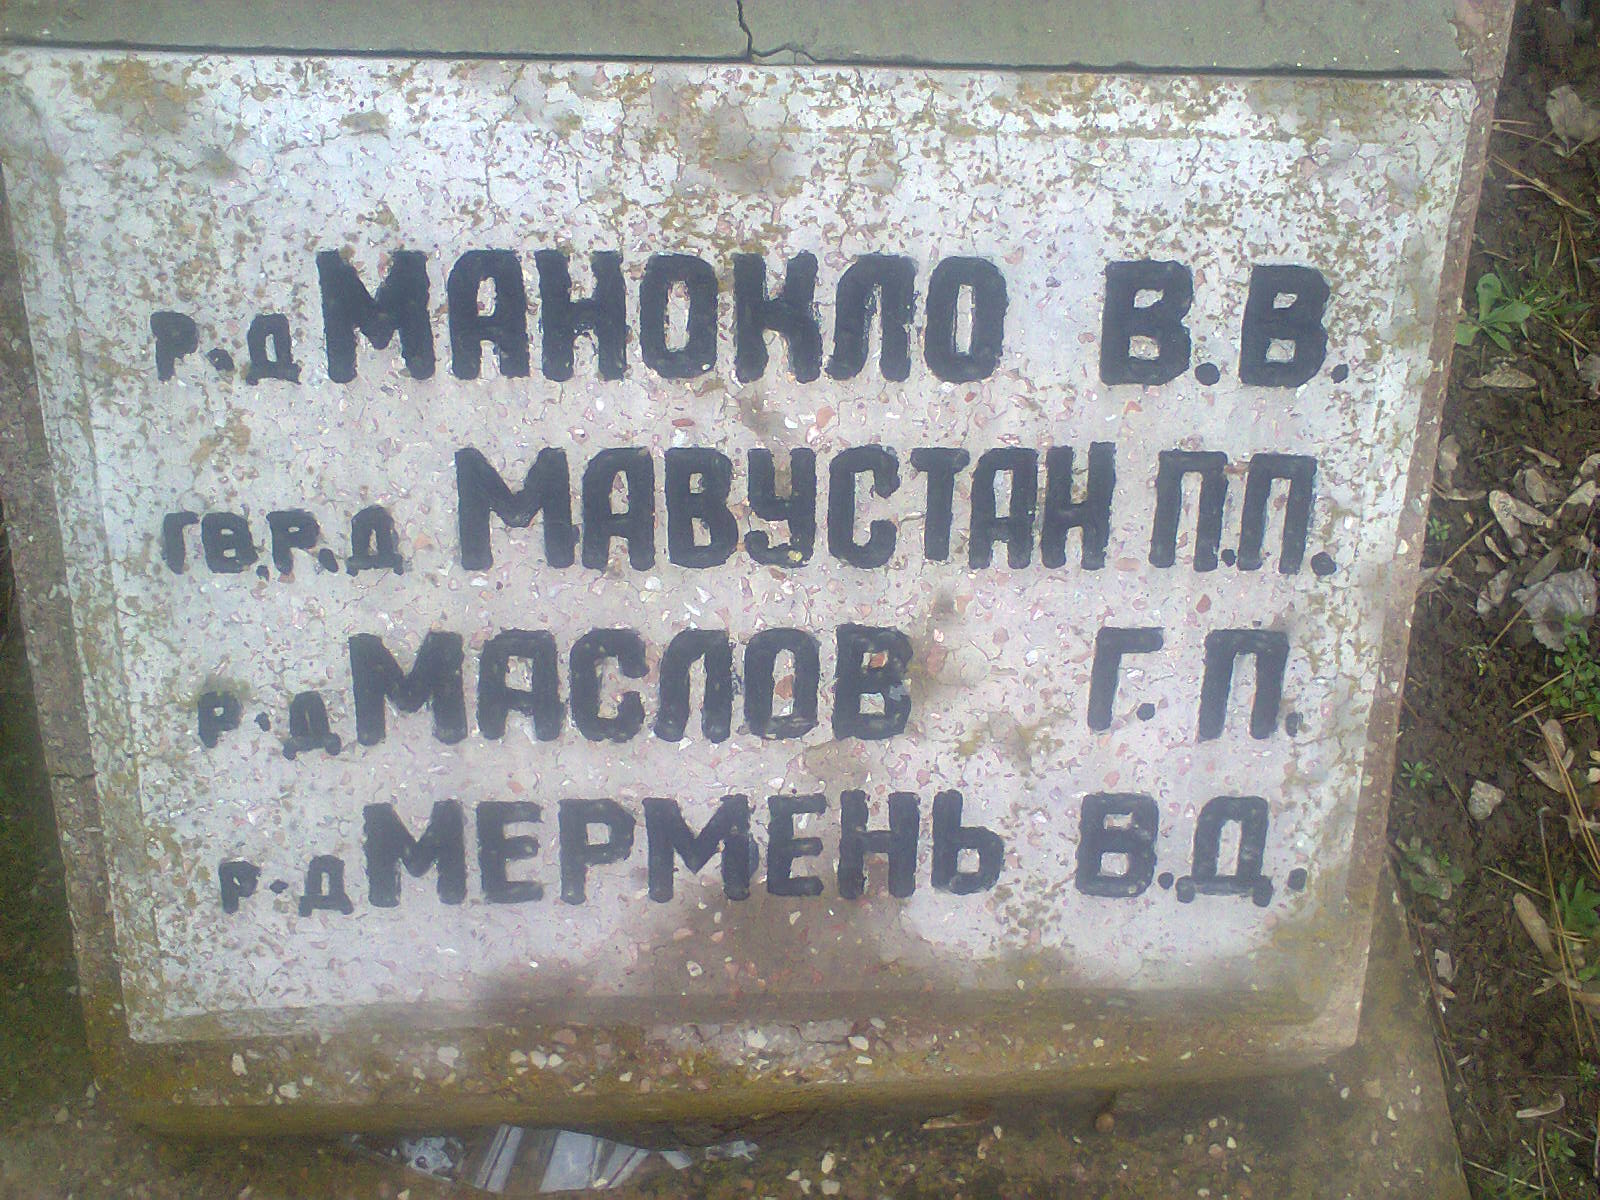 р.д МАНОКЛО В.В.
гв.р.д МАВУСТАН П.П.
р.д МАСЛОВ Г.П.
р.д МЕРМЕНЬ В.Д.